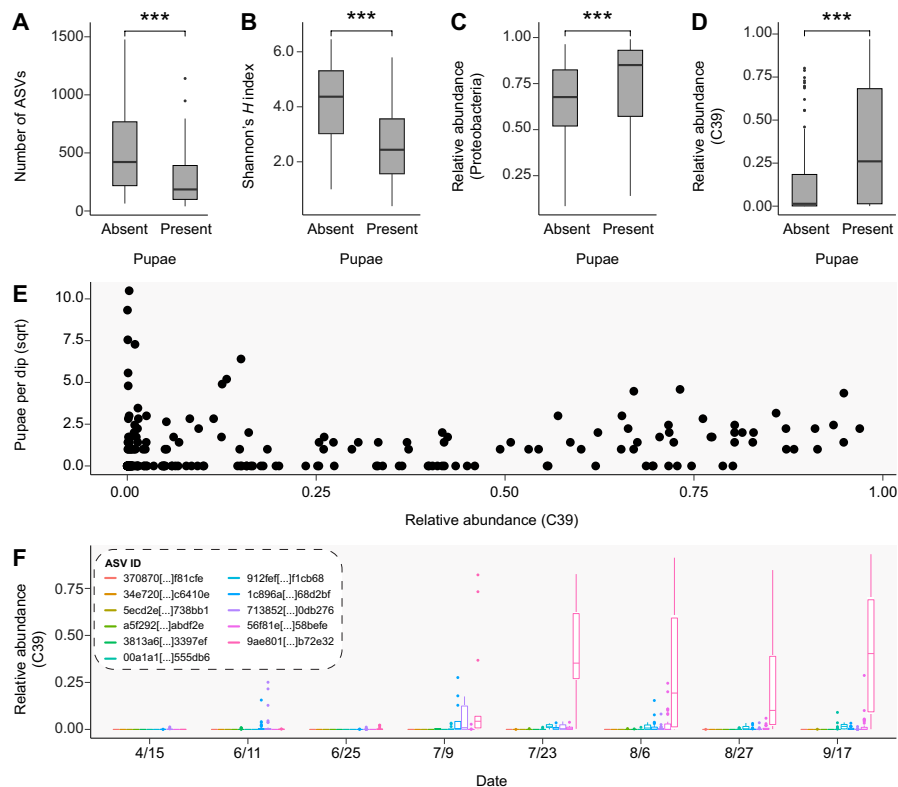 A
***
Number of ASVs
1500
1000
500
0
Absent Present
Pupae
B
***
Shannon's H index
6.0
4.0
2.0
Absent Present
Pupae
C
***
Relative abundance
(Proteobacteria)
1.00
0.75
0.50
0.25
Absent Present
Pupae
D
***
Relative abundance
(C39)
1.00
0.75
0.50
0.25
0.00
Absent Present
Pupae
E
Pupae per dip (sqrt)
10.0
7.5
5.0
2.5
0.0
0.00 0.25 0.50 0.75 1.00
Relative abundance (C39)
F
Relative abundance
(C39)
0.75
0.50
0.25
0.00
ASV ID
370870[...]f81cfe
34e720[...]c6410e
5ecd2e[...]738bb1
a5f292[...]abdf2e
3813a6[...]3397ef
00a1a1[...]555db6
912fef[...]f1cb68
1c896a[...]68d2bf
713852[...]0db276
56f81e[...]58befe
9ae801[...]b72e32
4/15 6/11 6/25 7/9 7/23 8/6 8/27 9/17
Date